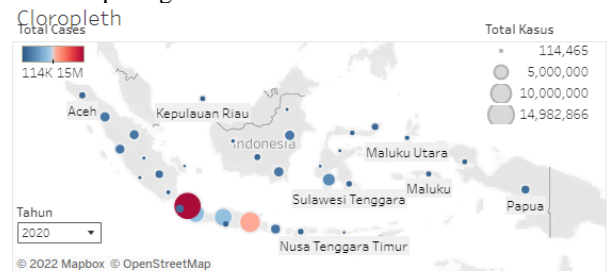 Cloropleth
Total Cases
114K 15M
Total Kasus
114,465
5,000,000
10,000,000
14,982,866
Aceh
Kepulauan Riau
Indonesia
Maluku Utara
Sulawesi Tenggara
Maluku
Papua
Nusa Tenggara Timur
Tahun
2020
© 2022 Mapbox © OpenStreetMap